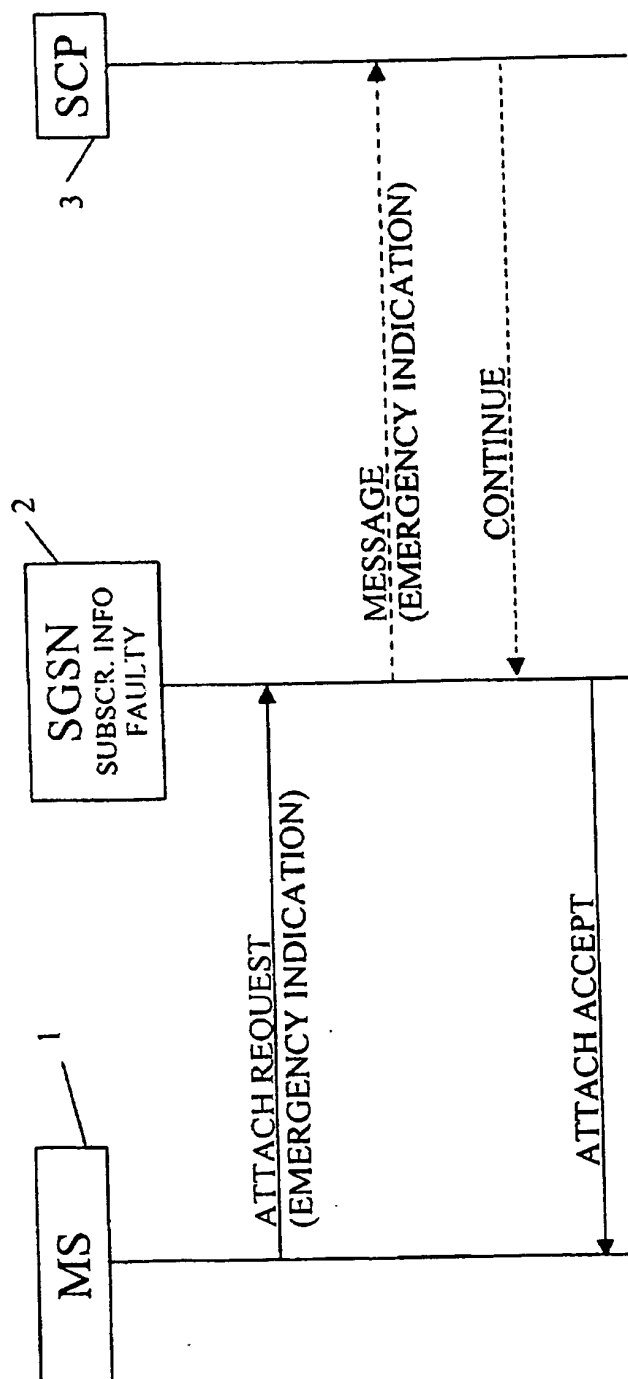 MS
1
SGSN
SUBSCR. INFO
FAULTY
2
SCP
3
ATTACH REQUEST
(EMERGENCY INDICATION)
MESSAGE
(EMERGENCY INDICATION)
CONTINUE
ATTACH ACCEPT